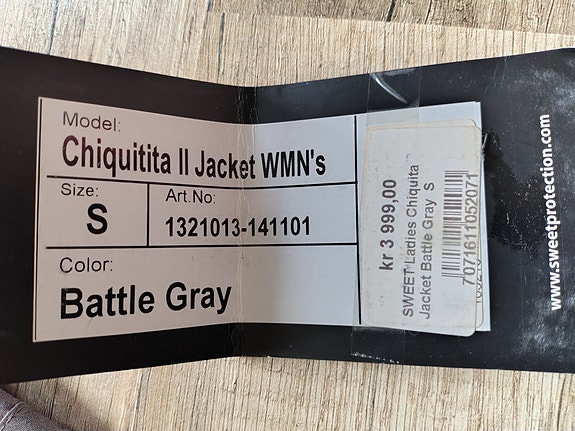 Model:
Chiquitita II Jacket WMN's
Size:
S
Art.No:
1321013-141101
Color:
Battle Gray
kr 3 999,00
SWEET Ladies Chiquita
Jacket Battle Gray S
7071611052071
www.sweetprotection.com